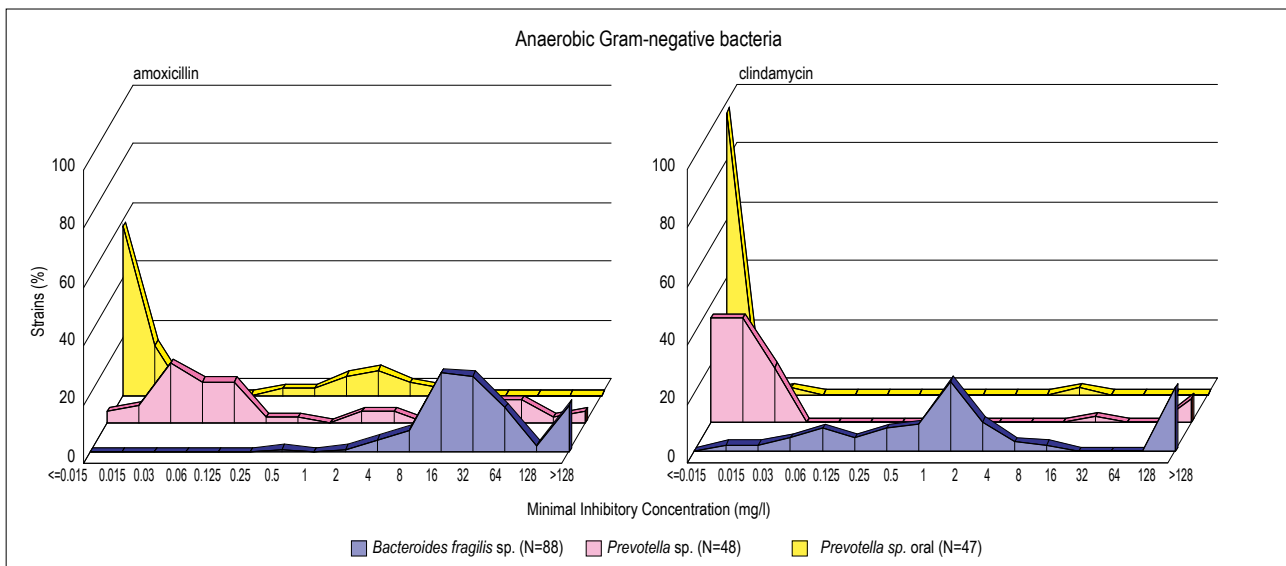 Anaerobic Gram-negative bacteria
amoxicillin
clindamycin
Strains (%)
100
80
60
40
20
0
100
80
60
40
20
0
<=0.015 0.015 0.03 0.06 0.125 0.25 0.5 1 2 4 8 16 32 64 128 >128
<=0.015 0.015 0.03 0.06 0.125 0.25 0.5 1 2 4 8 16 32 64 128 >128
Minimal Inhibitory Concentration (mg/l)
Bacteroides fragilis sp. (N=88) Prevotella sp. (N=48) Prevotella sp. oral (N=47)